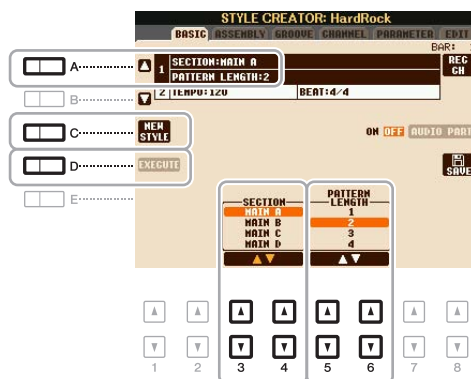 STYLE CREATOR: HardRock
BASIC ASSEMBLY GROOVE CHANNEL PARAMETER EDIT
BAR:
A
1 SECTION:MAIN A
PATTERN LENGTH:2
REC CH
B
2 TEMPO:120 BEAT:4/4
C
NEW STYLE
ON OFF AUDIO PART
D
EXECUTE
SAVE
E
SECTION
MAIN A
MAIN B
MAIN C
MAIN D
PATTERN LENGTH
1
2
3
4
1 2 3 4 5 6 7 8